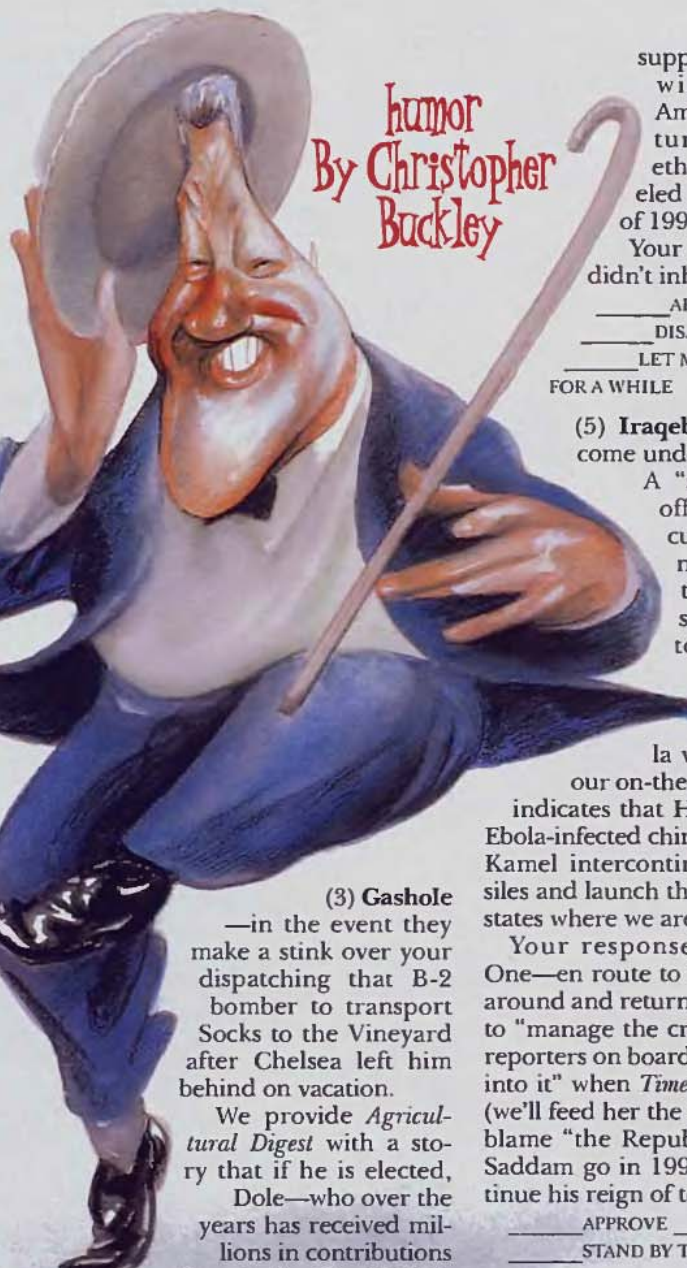 humor
By Christopher
Buckley
(3) Gashole
—in the event they
make a stink over your
dispatching that B-2
bomber to transport
Socks to the Vineyard
after Chelsea left him
behind on vacation.
We provide Agricul-
tural Digest with a sto-
ry that if he is elected,
Dole—who over the
years has received mil-
lions in contributions
supp
wi
Am
tur
eth
eled
of 199
Your
didn't inh
DISA
LET M
FOR A WHILE
(5) Iraqeb
come und
A "
off
cu
to
la v
our on-the
indicates that H
Ebola-infected chin
Kamel interconti
siles and launch th
states where we are
Your response
One—en route to
around and return
to "manage the cr
reporters on board
into it" when Time
(we'll feed her the
blame "the Repub
Saddam go in 199
tinue his reign of t
APPROVE
STAND BY T